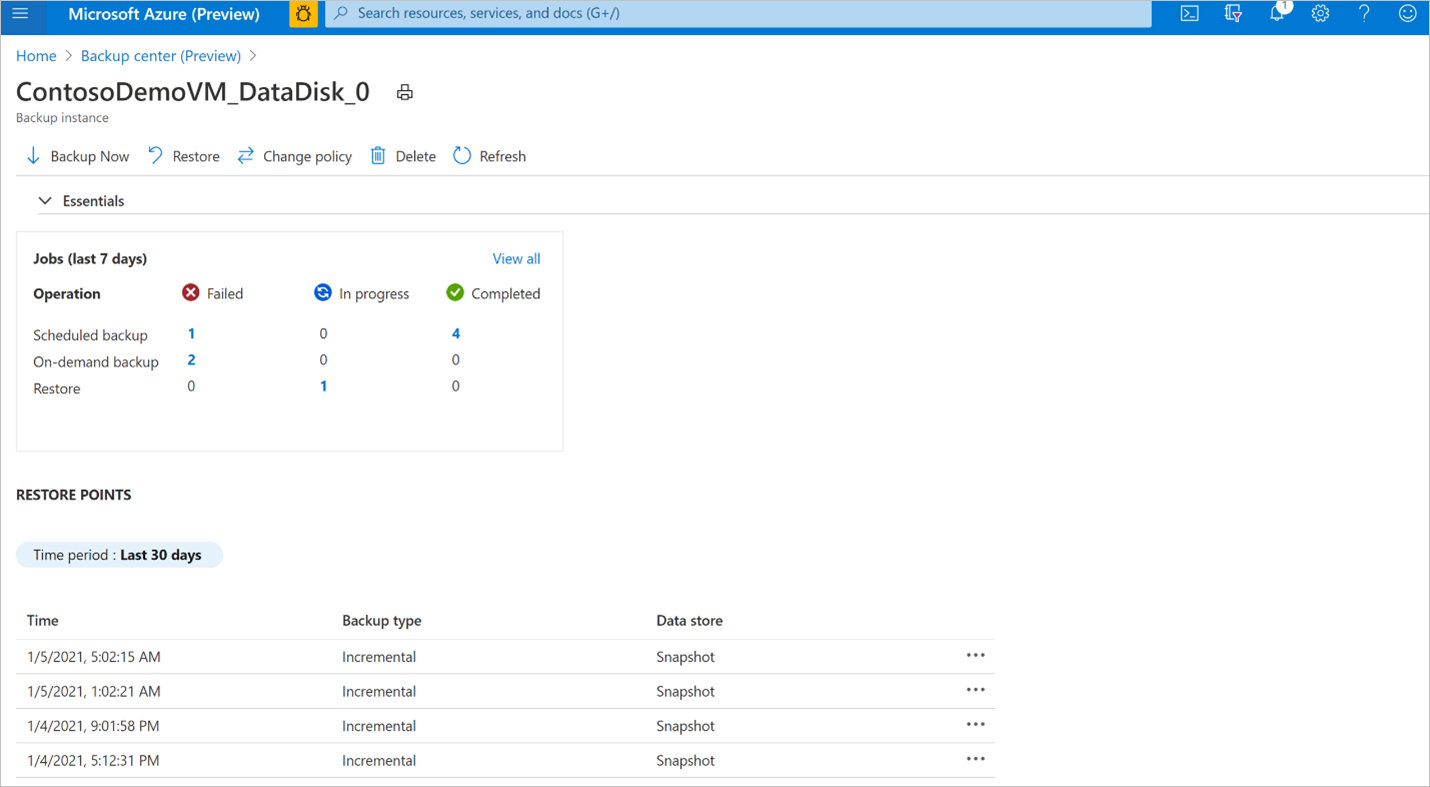 Microsoft Azure (Preview) Search resources, services, and docs (G+/) 1
Home > Backup center (Preview) >
ContosoDemoVM_DataDisk_0
Backup instance
Backup Now Restore Change policy Delete Refresh
Essentials
Jobs (last 7 days) View all
Operation Failed In progress Completed
Scheduled backup 1 0 4
On-demand backup 2 0 0
Restore 0 1 0
RESTORE POINTS
Time period : Last 30 days
Time Backup type Data store
1/5/2021, 5:02:15 AM Incremental Snapshot ...
1/5/2021, 1:02:21 AM Incremental Snapshot ...
1/4/2021, 9:01:58 PM Incremental Snapshot ...
1/4/2021, 5:12:31 PM Incremental Snapshot ...